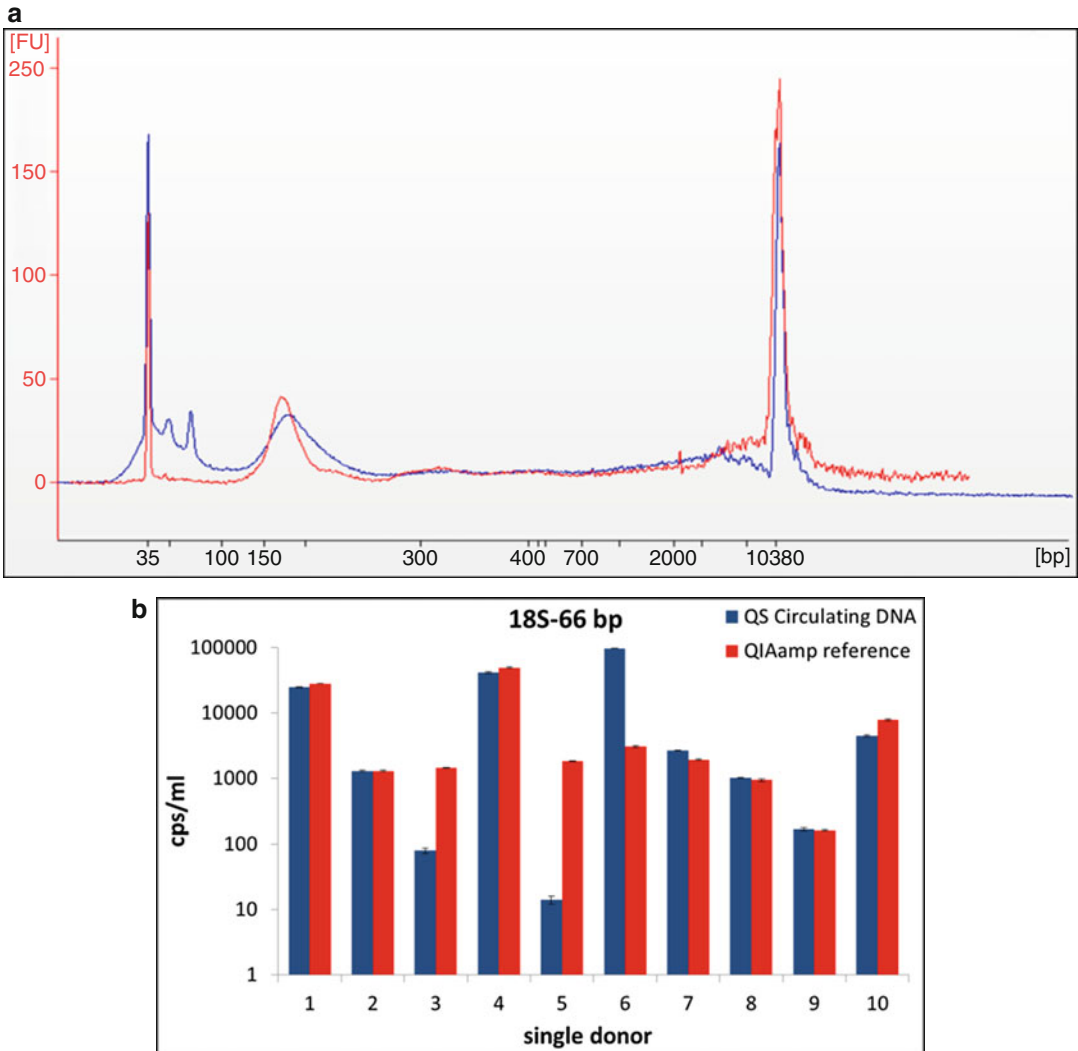 a
[FU]
250
150
100
50
0
35 100 150 300 400 700 2000 10380 [bp]
b
18S-66 bp
QS Circulating DNA
QIAamp reference
100000
10000
1000
100
10
1
cps/ml
1 2 3 4 5 6 7 8 9 10
single donor